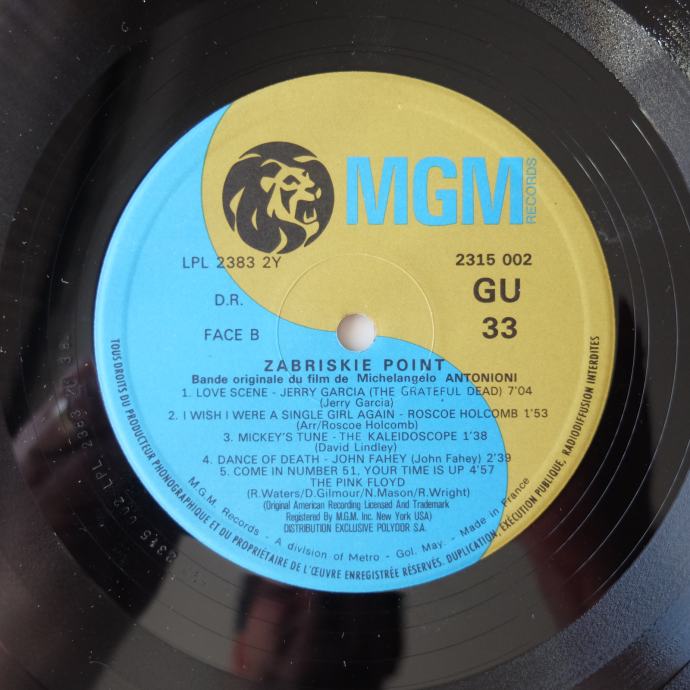 MGM
RECORDS
LPL 2383 2Y
2315 002
D.R.
GU
FACE B
33
ZABRISKIE POINT
Bande originale du film de Michelangelo ANTONIONI
1. LOVE SCENE - JERRY GARCIA (THE GRATEFUL DEAD) 7'04
(Jerry Garcia)
2. I WISH I WERE A SINGLE GIRL AGAIN - ROSCOE HOLCOMB 1'53
(Arr/Roscoe Holcomb)
3. MICKEY'S TUNE - THE KALEIDOSCOPE 1'38
(David Lindley)
4. DANCE OF DEATH - JOHN FAHEY (John Fahey) 2'39
5. COME IN NUMBER 51, YOUR TIME IS UP 4'57
THE PINK FLOYD
(R.Waters/D.Gilmour/N.Mason/R.Wright)
(Original American Recording Licensed And Trademark
Registered By M.G.M. Inc. New York USA)
DISTRIBUTION EXCLUSIVE POLYDOR S.A.
M.G.M. Records - A division of Metro - Gol. May. - Made in France
TOUS DROITS DU PRODUCTEUR PHONOGRAPHIQUE ET DU PROPRIÉTAIRE DE L'ŒUVRE ENREGISTRÉE RÉSERVÉS. DUPLICATION, EXÉCUTION PUBLIQUE, RADIODIFFUSION INTERDITES